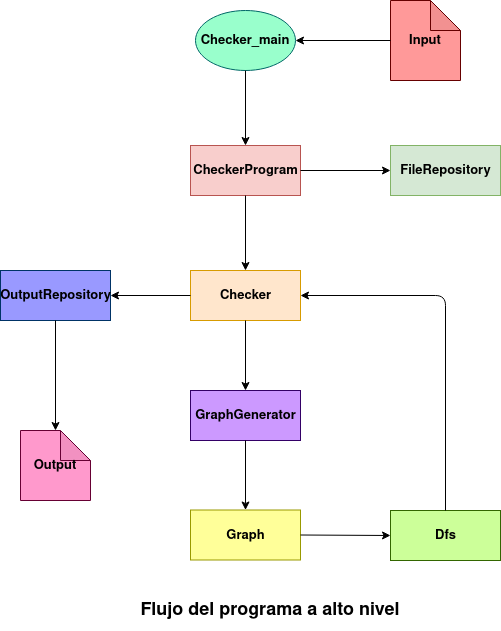 Checker_main
Input
CheckerProgram
FileRepository
OutputRepository
Checker
GraphGenerator
Output
Graph
Dfs
Flujo del programa a alto nivel